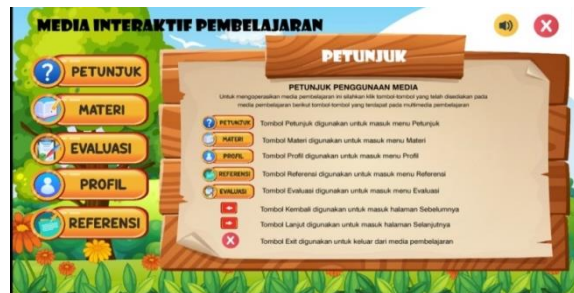 MEDIA INTERAKTIF PEMBELAJARAN
PETUNJUK
MATERI
EVALUASI
PROFIL
REFERENSI
PETUNJUK
PETUNJUK PENGGUNAAN MEDIA
Untuk mengoperasikan media pembelajaran ini silahkan klik tombol-tombol yang telah disediakan pada
media pembelajaran berikut tombol-tombol yang terdapat pada multimedia pembelajaran
PETUNJUK Tombol Petunjuk digunakan untuk masuk menu Petunjuk
MATERI Tombol Materi digunakan untuk masuk menu Materi
PROFIL Tombol Profil digunakan untuk masuk menu Profil
REFERENSI Tombol Referensi digunakan untuk masuk menu Referensi
EVALUASI Tombol Evaluasi digunakan untuk masuk menu Evaluasi
Tombol Kembali digunakan untuk masuk halaman Sebelumnya
Tombol Lanjut digunakan untuk masuk halaman Selanjutnya
Tombol Exit digunakan untuk keluar dari media pembelajaran